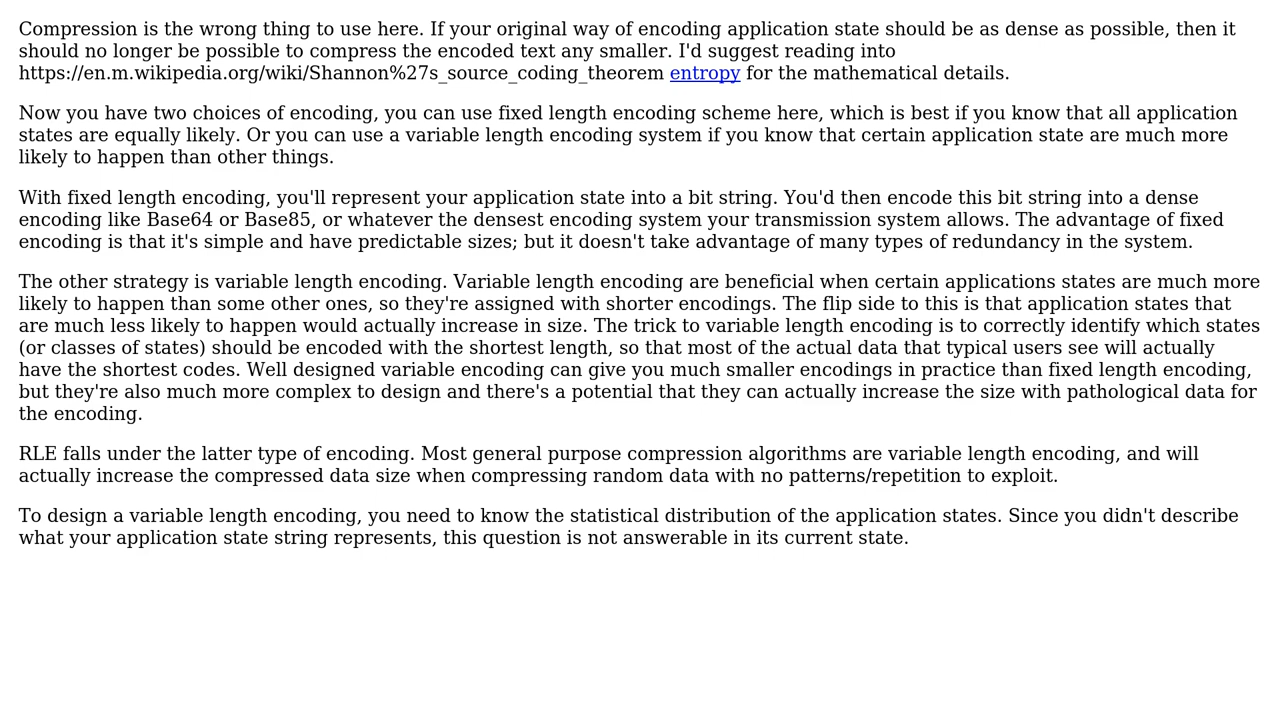 Compression is the wrong thing to use here. If your original way of encoding application state should be as dense as possible, then it
should no longer be possible to compress the encoded text any smaller. I'd suggest reading into
https://en.m.wikipedia.org/wiki/Shannon%27s_source_coding_theorem entropy for the mathematical details.
Now you have two choices of encoding, you can use fixed length encoding scheme here, which is best if you know that all application
states are equally likely. Or you can use a variable length encoding system if you know that certain application state are much more
likely to happen than other things.
With fixed length encoding, you'll represent your application state into a bit string. You'd then encode this bit string into a dense
encoding like Base64 or Base85, or whatever the densest encoding system your transmission system allows. The advantage of fixed
encoding is that it's simple and have predictable sizes; but it doesn't take advantage of many types of redundancy in the system.
The other strategy is variable length encoding. Variable length encoding are beneficial when certain applications states are much more
likely to happen than some other ones, so they're assigned with shorter encodings. The flip side to this is that application states that
are much less likely to happen would actually increase in size. The trick to variable length encoding is to correctly identify which states
(or classes of states) should be encoded with the shortest length, so that most of the actual data that typical users see will actually
have the shortest codes. Well designed variable encoding can give you much smaller encodings in practice than fixed length encoding,
but they're also much more complex to design and there's a potential that they can actually increase the size with pathological data for
the encoding.
RLE falls under the latter type of encoding. Most general purpose compression algorithms are variable length encoding, and will
actually increase the compressed data size when compressing random data with no patterns/repetition to exploit.
To design a variable length encoding, you need to know the statistical distribution of the application states. Since you didn't describe
what your application state string represents, this question is not answerable in its current state.